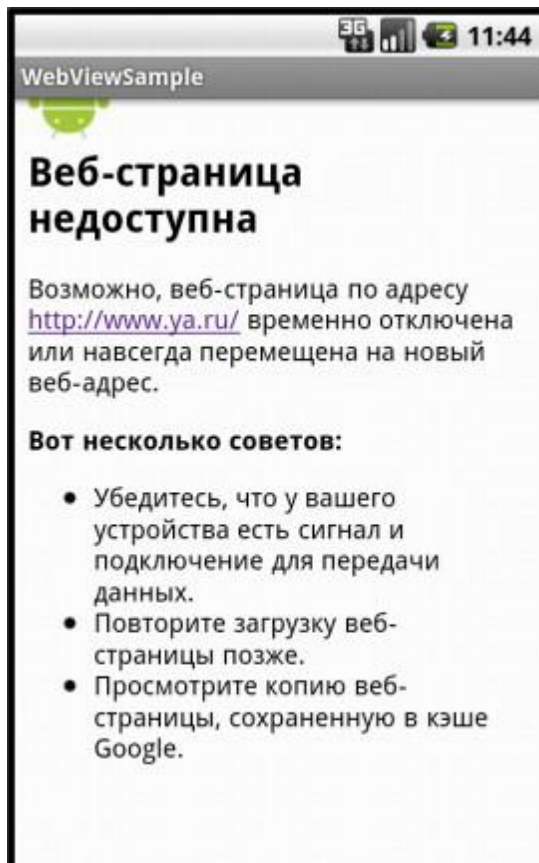 3G 11:44
WebViewSample
Веб-страница
недоступна
Возможно, веб-страница по адресу
http://www.ya.ru/ временно отключена
или навсегда перемещена на новый
веб-адрес.
Вот несколько советов:
• Убедитесь, что у вашего
устройства есть сигнал и
подключение для передачи
данных.
• Повторите загрузку веб-
страницы позже.
• Просмотрите копию веб-
страницы, сохраненную в кэше
Google.